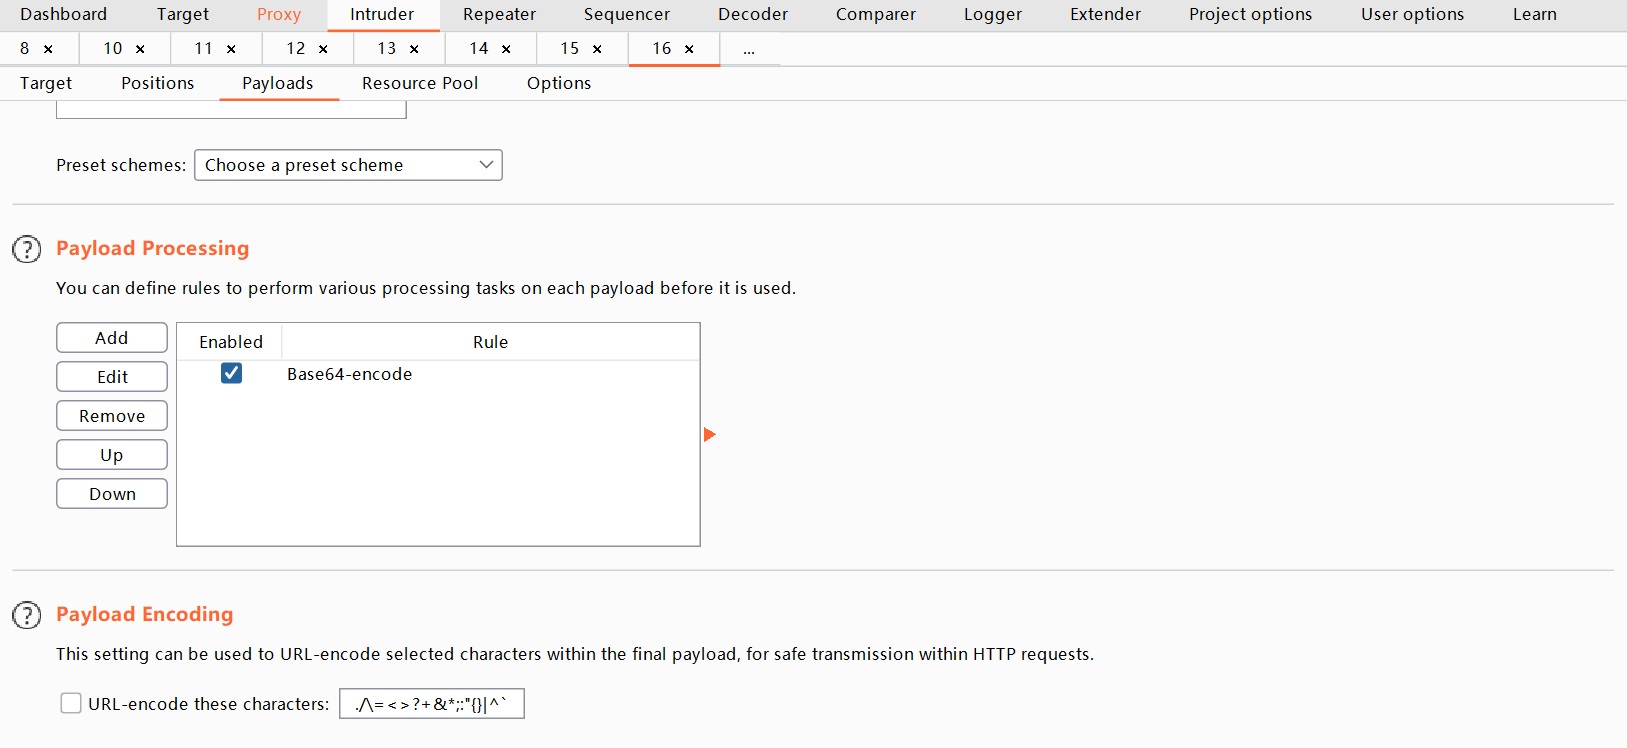 Dashboard Target Proxy Intruder Repeater Sequencer Decoder Comparer Logger Extender Project options User options Learn
8 × 10 × 11 × 12 × 13 × 14 × 15 × 16 × ...
Target Positions Payloads Resource Pool Options
Preset schemes: Choose a preset scheme
? Payload Processing
You can define rules to perform various processing tasks on each payload before it is used.
Add Enabled Rule
Edit Base64-encode
Remove
Up
Down
? Payload Encoding
This setting can be used to URL-encode selected characters within the final payload, for safe transmission within HTTP requests.
URL-encode these characters: ./\=<>?+&*;:"{}|^`